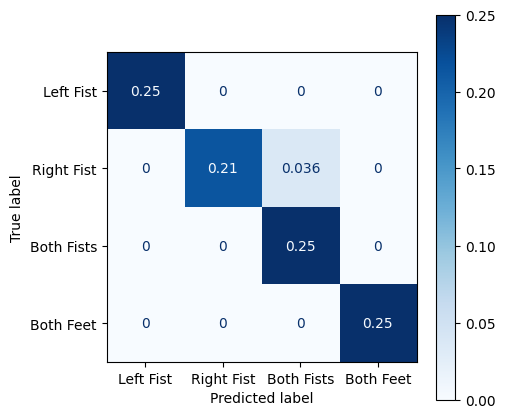 True label
Left Fist 0.25 0 0 0
Right Fist 0 0.21 0.036 0
Both Fists 0 0 0.25 0
Both Feet 0 0 0 0.25
Left Fist Right Fist Both Fists Both Feet
Predicted label
0.25
0.20
0.15
0.10
0.05
0.00